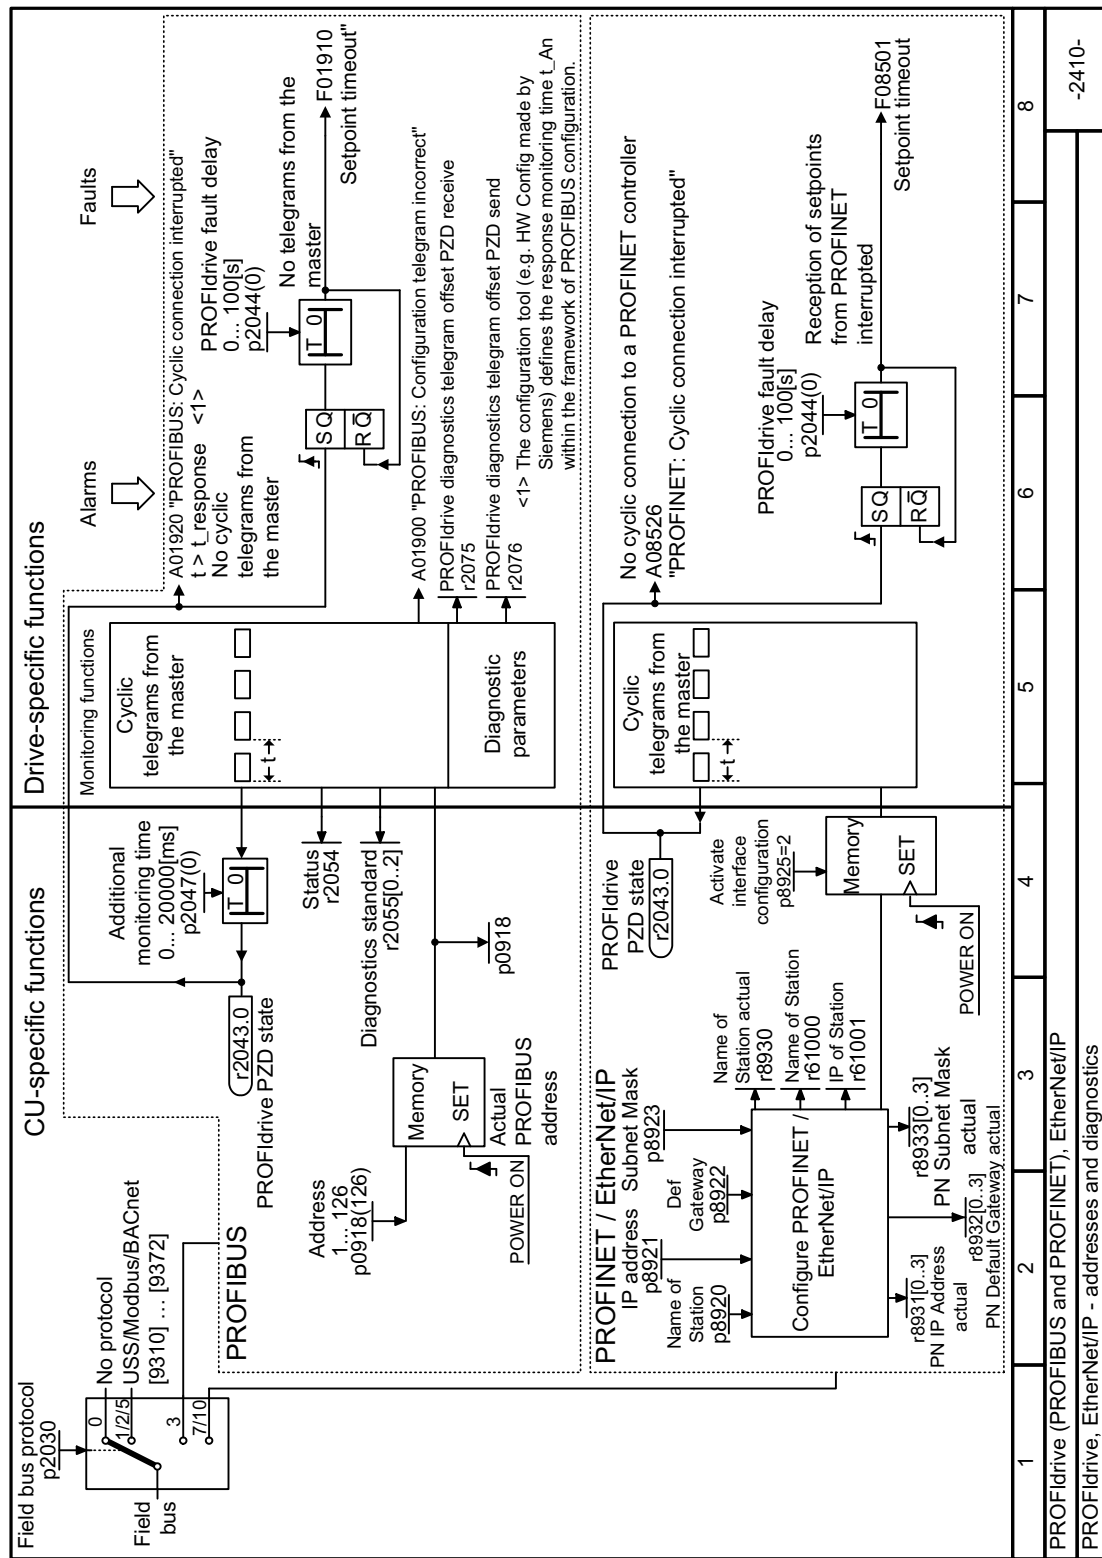 Field bus protocol
p2030
0
1/2/5
3
7/10
Field
bus
No protocol
USS/Modbus/BACnet
[9310] ... [9372]
CU-specific functions
Drive-specific functions
Alarms
Faults
PROFIBUS
r2043.0
PROFIdrive PZD state
Additional
monitoring time
0... 20000[ms]
p2047(0)
T 0
Status
r2054
Diagnostics standard
r2055[0..2]
Address
1... 126
p0918(126)
Memory
SET
POWER ON
Actual
PROFIBUS
address
p0918
Monitoring functions
Cyclic
telegrams from
the master
t
Diagnostic
parameters
A01920 "PROFIBUS: Cyclic connection interrupted"
t > t_response <1>
No cyclic
telegrams from
the master
S Q
R Q̅
PROFIdrive fault delay
0... 100[s]
p2044(0)
T 0
No telegrams from the
master
F01910
Setpoint timeout"
A01900 "PROFIBUS: Configuration telegram incorrect"
PROFIdrive diagnostics telegram offset PZD receive
r2075
PROFIdrive diagnostics telegram offset PZD send
r2076
<1> The configuration tool (e.g. HW Config made by
Siemens) defines the response monitoring time t_An
within the framework of PROFIBUS configuration.
PROFINET / EtherNet/IP
Name of
Station
p8920
IP address
p8921
Def
Gateway
p8922
Subnet Mask
p8923
Configure PROFINET /
EtherNet/IP
Name of
Station actual
r8930
Name of Station
r61000
IP of Station
r61001
r8931[0..3]
PN IP Address
actual
r8932[0..3]
PN Default Gateway actual
r8933[0..3]
PN Subnet Mask
actual
PROFIdrive
PZD state
r2043.0
Activate
interface
configuration
p8925=2
Memory
SET
POWER ON
Cyclic
telegrams from
the master
t
No cyclic connection to a PROFINET controller
A08526
"PROFINET: Cyclic connection interrupted"
S Q
R Q̅
PROFIdrive fault delay
0... 100[s]
p2044(0)
T 0
Reception of setpoints
from PROFINET
interrupted
F08501
Setpoint timeout
1
2
3
4
5
6
7
8
PROFIdrive (PROFIBUS and PROFINET), EtherNet/IP
PROFIdrive, EtherNet/IP - addresses and diagnostics
-2410-